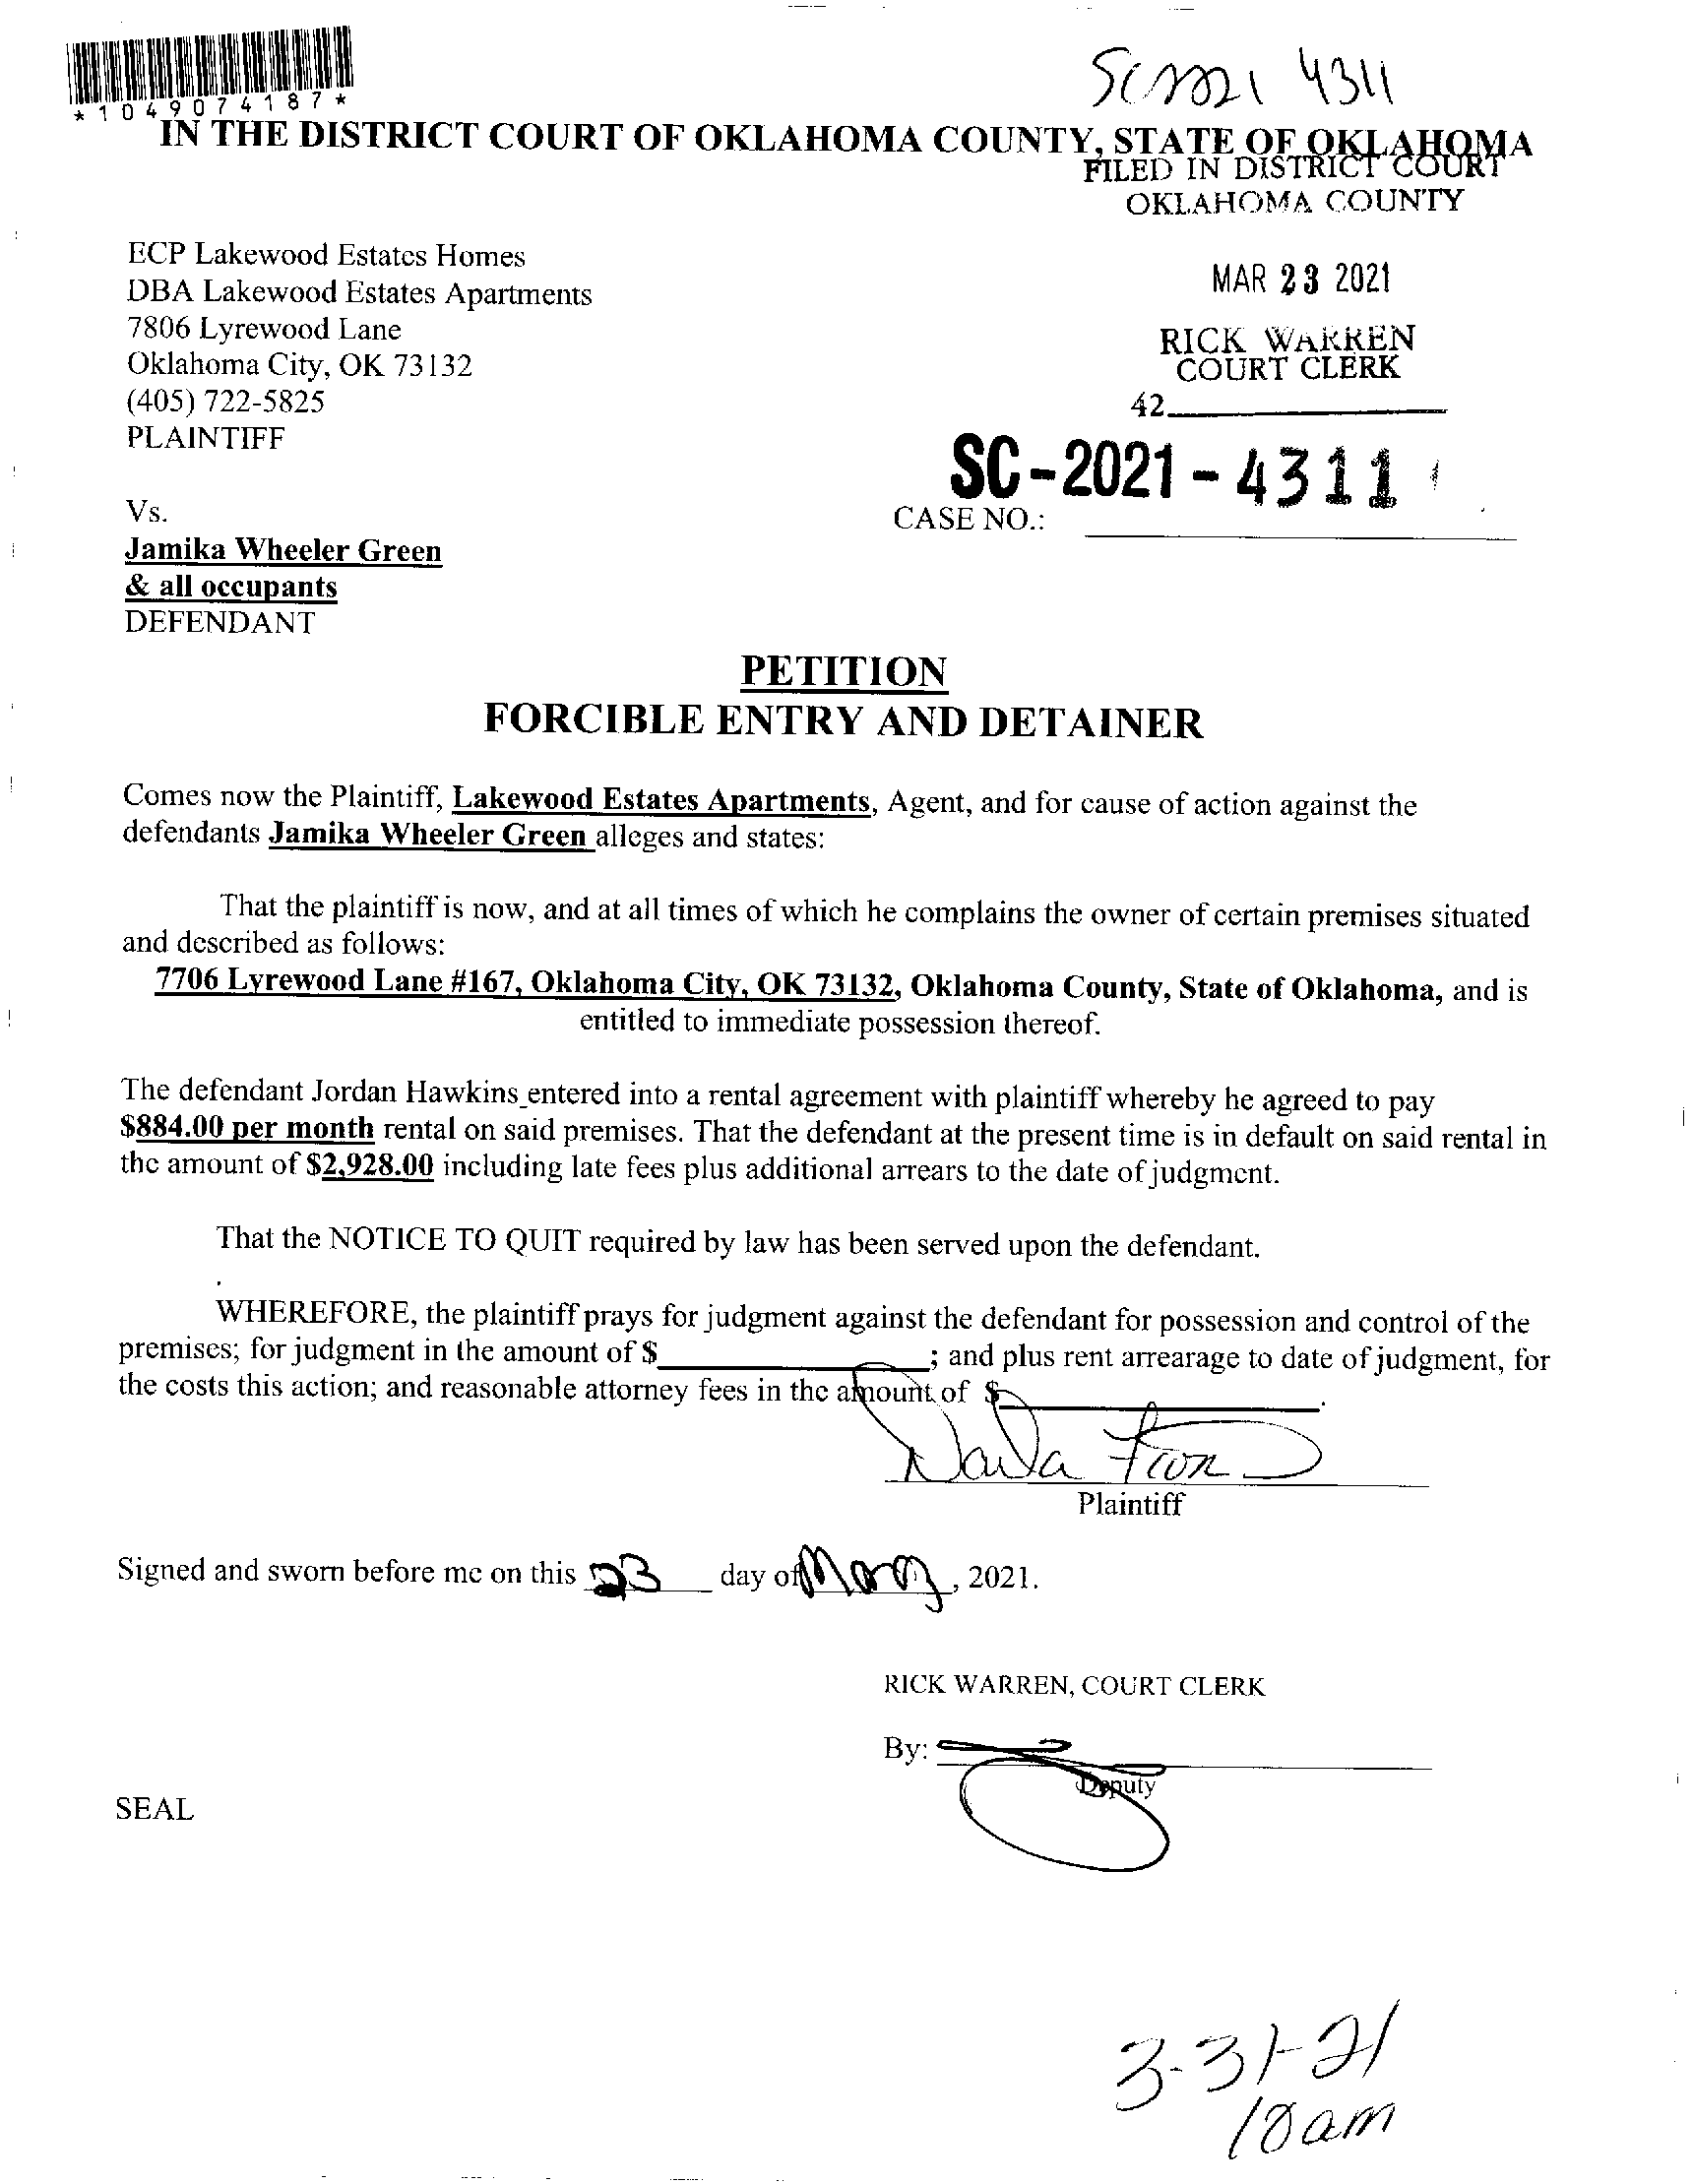 SC2021 4311
*1049074187*
IN THE DISTRICT COURT OF OKLAHOMA COUNTY, STATE OF OKLAHOMA
FILED IN DISTRICT COURT
OKLAHOMA COUNTY
ECP Lakewood Estates Homes
DBA Lakewood Estates Apartments
7806 Lyrewood Lane
Oklahoma City, OK 73132
(405) 722-5825
PLAINTIFF
MAR 23 2021
RICK WARREN
COURT CLERK
42
SC-2021-4311
CASE NO.:
Vs.
Jamika Wheeler Green
& all occupants
DEFENDANT
PETITION
FORCIBLE ENTRY AND DETAINER
Comes now the Plaintiff, Lakewood Estates Apartments, Agent, and for cause of action against the
defendants Jamika Wheeler Green alleges and states:
That the plaintiff is now, and at all times of which he complains the owner of certain premises situated
and described as follows:
7706 Lyrewood Lane #167, Oklahoma City, OK 73132, Oklahoma County, State of Oklahoma, and is
entitled to immediate possession thereof.
The defendant Jordan Hawkins entered into a rental agreement with plaintiff whereby he agreed to pay
$884.00 per month rental on said premises. That the defendant at the present time is in default on said rental in
the amount of $2,928.00 including late fees plus additional arrears to the date of judgment.
That the NOTICE TO QUIT required by law has been served upon the defendant.
WHEREFORE, the plaintiff prays for judgment against the defendant for possession and control of the
premises; for judgment in the amount of $ ; and plus rent arrearage to date of judgment, for
the costs this action; and reasonable attorney fees in the amount of $ .
Plaintiff
Signed and sworn before me on this 23 day of , 2021.
RICK WARREN, COURT CLERK
By:
Deputy
SEAL
3-31-21
10am